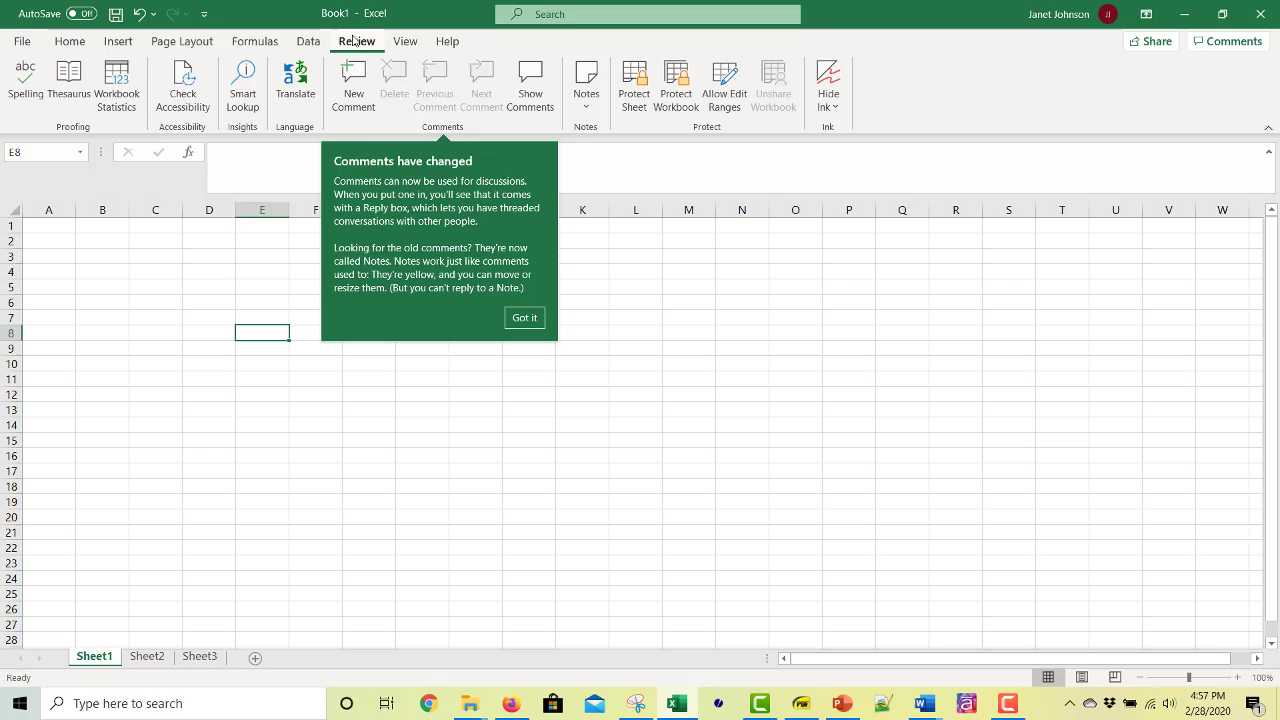 AutoSave Off
Book1 - Excel
Search
Janet Johnson JJ
File Home Insert Page Layout Formulas Data Review View Help
Share Comments
abc
Spelling
Thesaurus
123
Workbook
Statistics
Proofing
Check
Accessibility
Accessibility
Smart
Lookup
Insights
Translate
Language
New
Comment
Delete
Previous
Comment
Next
Comment
Show
Comments
Comments
Notes
Notes
Protect
Sheet
Protect
Workbook
Allow Edit
Ranges
Unshare
Workbook
Protect
Hide
Ink
Ink
E8
fx
Comments have changed
Comments can now be used for discussions.
When you put one in, you'll see that it comes
with a Reply box, which lets you have threaded
conversations with other people.
Looking for the old comments? They're now
called Notes. Notes work just like comments
used to: They're yellow, and you can move or
resize them. (But you can't reply to a Note.)
Got it
A B C D E F K L M N O P Q R S T U V W
1
2
3
4
5
6
7
8
9
10
11
12
13
14
15
16
17
18
19
20
21
22
23
24
25
26
27
28
Sheet1 Sheet2 Sheet3
Ready
100%
Type here to search
4:57 PM
2/19/2020